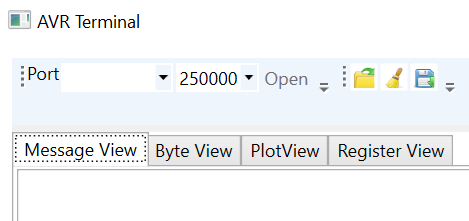 AVR Terminal
Port 250000 Open
Message View Byte View PlotView Register View